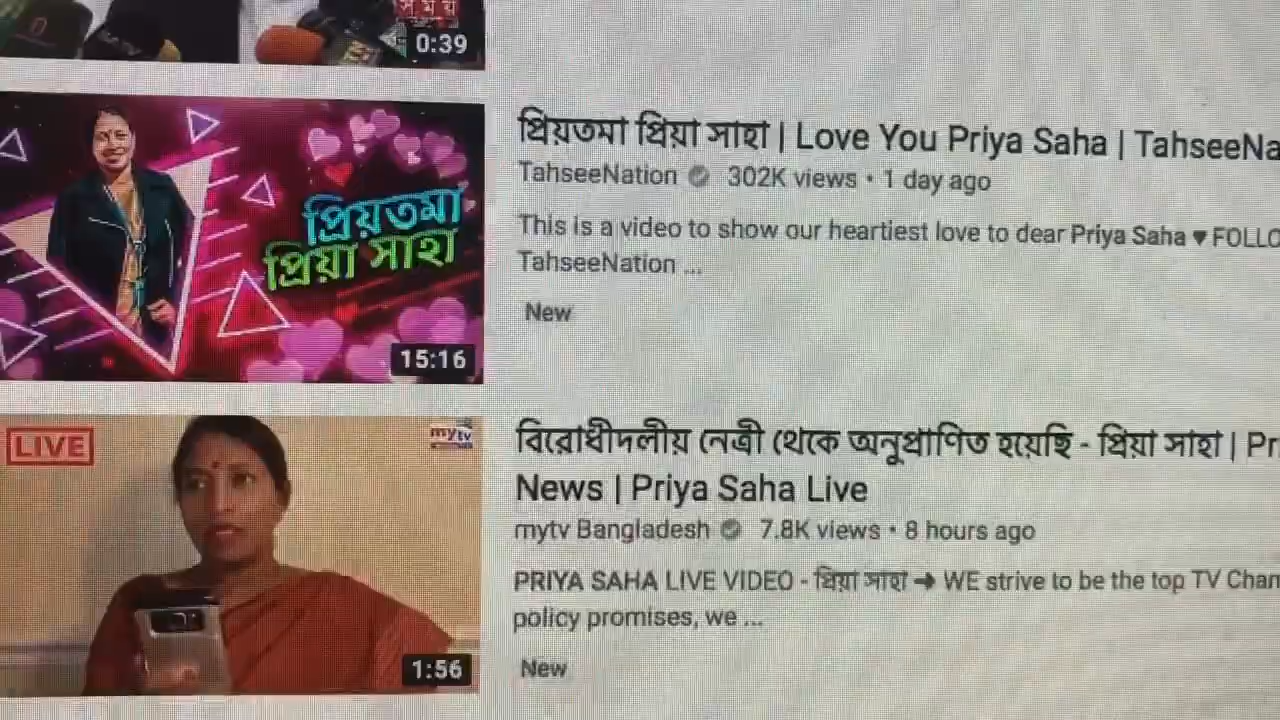 সময়
0:39
প্রিয়তমা
প্রিয়া সাহা
15:16
প্রিয়তমা প্রিয়া সাহা | Love You Priya Saha | TahseeNa
TahseeNation 302K views • 1 day ago
This is a video to show our heartiest love to dear Priya Saha ♥ FOLLO
TahseeNation ...
New
LIVE
mytv
1:56
বিরোধীদলীয় নেত্রী থেকে অনুপ্রাণিত হয়েছি - প্রিয়া সাহা | Pr
News | Priya Saha Live
mytv Bangladesh 7.8K views • 8 hours ago
PRIYA SAHA LIVE VIDEO - প্রিয়া সাহা ➔ WE strive to be the top TV Chan
policy promises, we ...
New